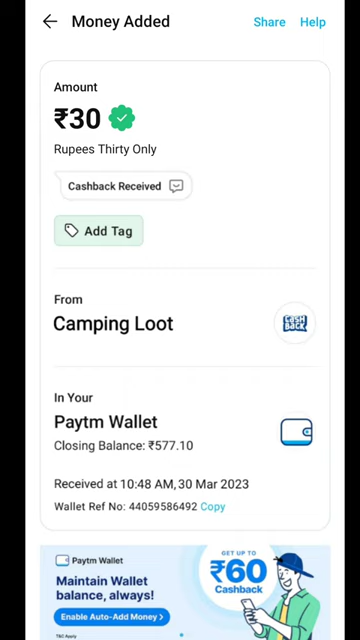 Money Added
Share
Help
Amount
₹30
Rupees Thirty Only
Cashback Received
Add Tag
From
Camping Loot
CASH
BACK
In Your
Paytm Wallet
Closing Balance: ₹577.10
Received at 10:48 AM, 30 Mar 2023
Wallet Ref No: 44059586492 Copy
Paytm Wallet
Maintain Wallet
balance, always!
Enable Auto-Add Money >
T&C Apply
GET UP TO
₹60
Cashback